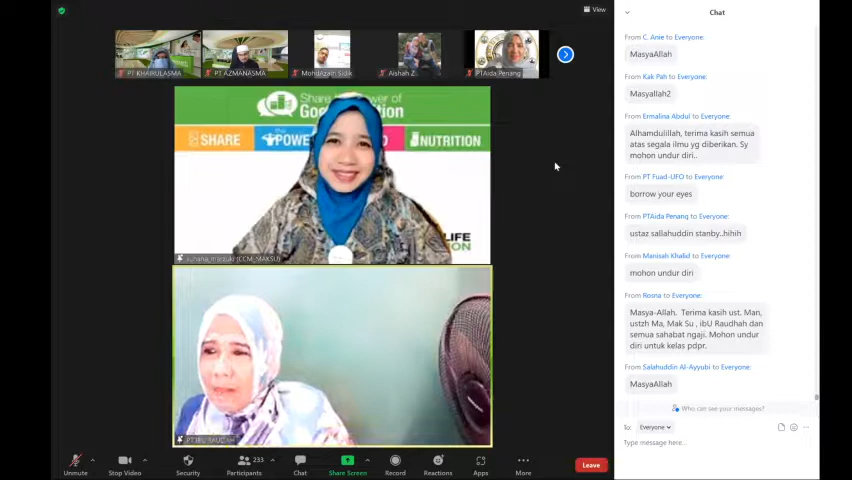 View
PT KHAIRULASMA
PT AZMANASMA
MohdAzain Sidik
Aishah Z
PTAida Penang
Share the Power of
SHARE
NUTRITION
LIFE
Unmute
Stop Video
Security
233
Participants
Chat
Share Screen
Record
Reactions
Apps
More
Leave
Chat
From C. Anie to Everyone:
MasyaAllah
From Kak Pah to Everyone:
Masyallah2
From Ermalina Abdul to Everyone:
Alhamdulillah, terima kasih semua
atas segala ilmu yg diberikan. Sy
mohon undur diri..
From PT Fuad-UFO to Everyone:
borrow your eyes
From PTAida Penang to Everyone:
ustaz sallahuddin stanby..hihih
From Manisah Khalid to Everyone:
mohon undur diri
From Rosna to Everyone:
Masya-Allah. Terima kasih ust. Man,
ustzh Ma, Mak Su , ibU Raudhah dan
semua sahabat ngaji. Mohon undur
diri untuk kelas pdpr.
From Salahuddin Al-Ayyubi to Everyone:
MasyaAllah
Who can see your messages?
To: Everyone
Type message here...